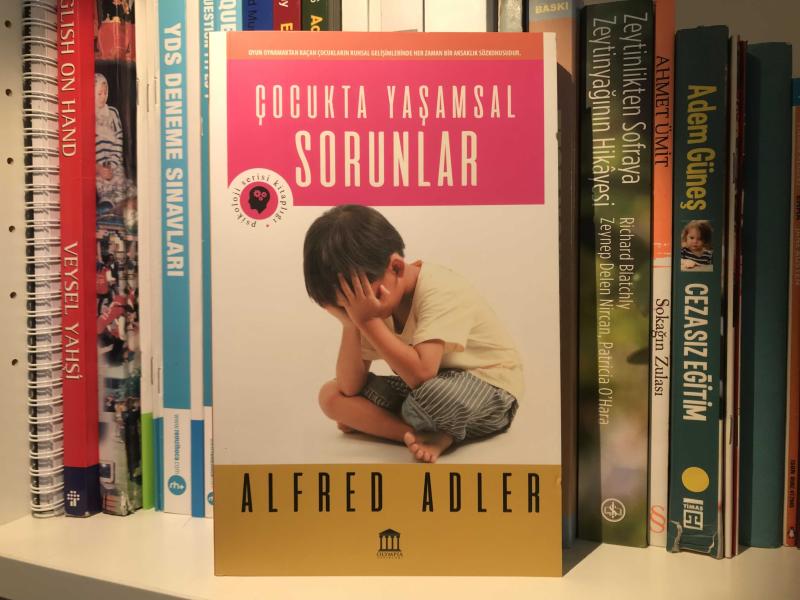 OYUN OYNAMAKTAN KAÇAN ÇOCUKLARIN RUHSAL GELİŞİMLERİNDE HER ZAMAN BİR AKSAKLIK SÖZKONUSUDUR.
ÇOCUKTA YAŞAMSAL
SORUNLAR
psikoloji serisi kitaplığı
ALFRED ADLER
OLYMPIA
ENGLISH ON HAND
VEYSEL YAHŞİ
YDS DENEME SINAVLARI
BASKI
Zeytinlikten Sofraya
Zeytinyağının Hikâyesi
Richard Blatchly
Zeynep Delen Nircan, Patricia O'Hara
AHMET ÜMİT
Sokağın Zulası
Adem Güneş
CEZASIZ EĞİTİM
TİMAŞ